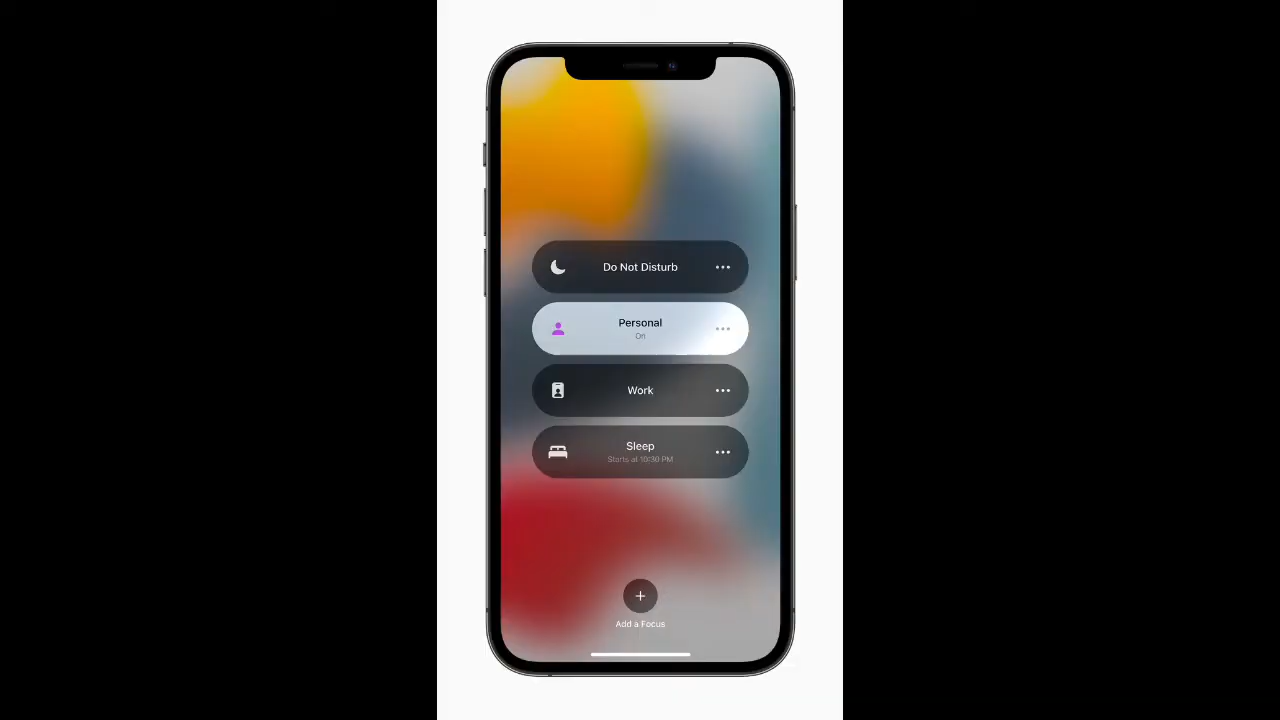 Do Not Disturb
Personal
On
Work
Sleep
Starts at 10:30 PM
Add a Focus